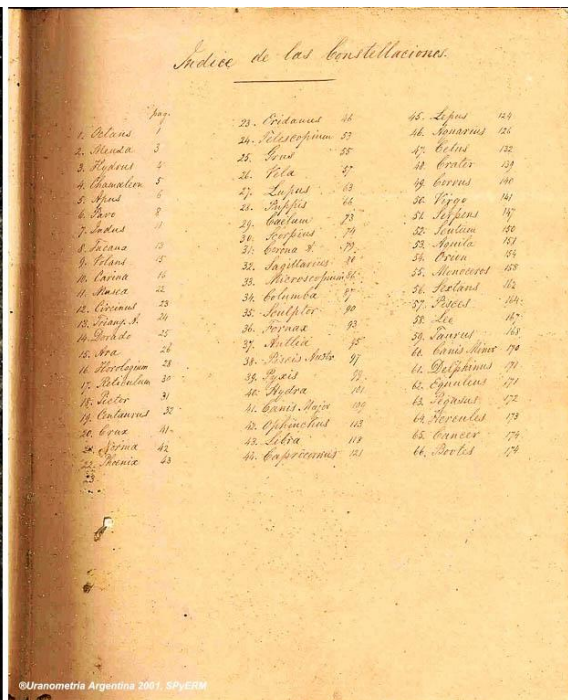 Indice de las Constellaciones.
pag.
1. Octans 1
2. Mensa 3
3. Hydrus 4
4. Chamaeleon 5
5. Apus 6
6. Pavo 8
7. Indus 11
8. Tucana 13
9. Volans 15
10. Carina 16
11. Musca 22
12. Circinus 23
13. Triang. A. 24
14. Dorado 25
15. Ara 26
16. Horologium 28
17. Reticulum 30
18. Pictor 31
19. Centaurus 32
20. Crux 41
21. Norma 42
22. Phoenix 43
23
23. Eridanus 46
24. Telescopium 53
25. Grus 55
26. Vela 57
27. Lupus 63
28. Puppis 66
29. Caelum 73
30. Scorpius 74
31. Corona A. 79
32. Sagittarius
33. Microscopium 86
34. Columba 87
35. Sculptor 90
36. Fornax 93
37. Antlia 95
38. Piscis Austr 97
39. Pyxis 99
40. Hydra 101
41. Canis Major 109
42. Ophiuchus 113
43. Libra 118
44. Capricornus 121
45. Lepus 124
46. Aquarius 126
47. Cetus 132
48. Crater 139
49. Corvus 140
50. Virgo 141
51. Serpens 147
52. Scutum 150
53. Aquila 151
54. Orion 154
55. Monoceros 158
56. Sextans 162
57. Pisces 164
58. Leo 167
59. Taurus 168
60. Canis Minor 170
61. Delphinus 171
62. Equuleus 171
63. Pegasus 172
64. Hercules 173
65. Cancer 174
66. Bootes 174
®Uranometría Argentina 2001. SPyERM